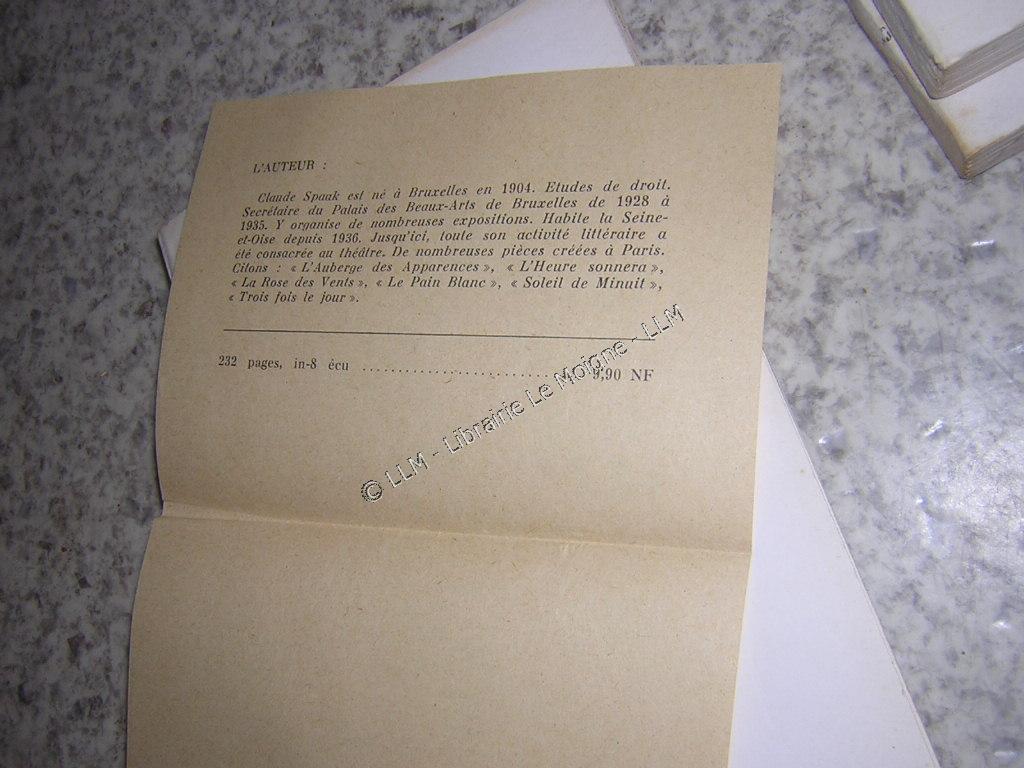 L'AUTEUR :
Claude Spaak est né à Bruxelles en 1904. Etudes de droit.
Secrétaire du Palais des Beaux-Arts de Bruxelles de 1928 à
1935. Y organise de nombreuses expositions. Habite la Seine-
et-Oise depuis 1936. Jusqu'ici, toute son activité littéraire a
été consacrée au théâtre. De nombreuses pièces créées à Paris.
Citons : « L'Auberge des Apparences », « L'Heure sonnera »,
« La Rose des Vents », « Le Pain Blanc », « Soleil de Minuit »,
« Trois fois le jour ».
232 pages, in-8 écu .............................. 9,90 NF
© LLM - Librairie Le Moigne - LLM